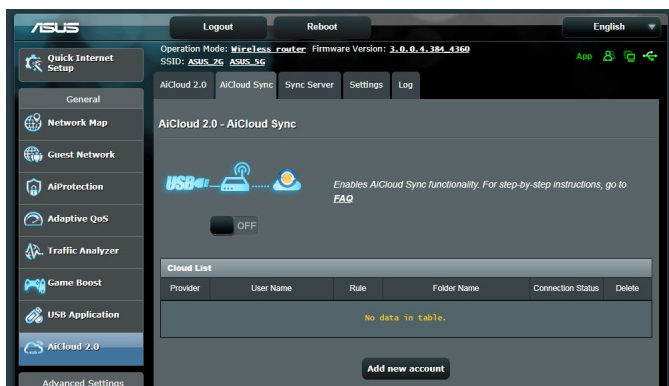 ASUS Logout Reboot English
Quick Internet Setup
Operation Mode: Wireless router Firmware Version: 3.0.0.4.384_4360
SSID: ASUS_2G ASUS_5G
App
AiCloud 2.0 AiCloud Sync Sync Server Settings Log
General
Network Map
Guest Network
AiProtection
Adaptive QoS
Traffic Analyzer
Game Boost
USB Application
AiCloud 2.0
Advanced Settings
AiCloud 2.0 - AiCloud Sync
USB
Enables AiCloud Sync functionality. For step-by-step instructions, go to
FAQ
OFF
Cloud List
Provider User Name Rule Folder Name Connection Status Delete
No data in table.
Add new account